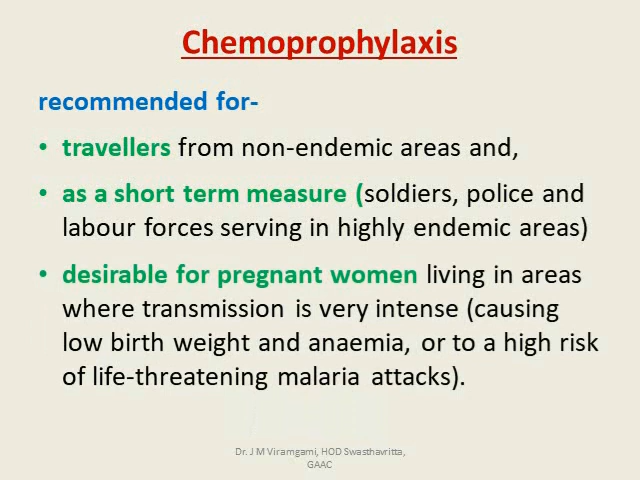 Chemoprophylaxis
recommended for-
• travellers from non-endemic areas and,
• as a short term measure (soldiers, police and
labour forces serving in highly endemic areas)
• desirable for pregnant women living in areas
where transmission is very intense (causing
low birth weight and anaemia, or to a high risk
of life-threatening malaria attacks).
Dr. J M Viramgami, HOD Swasthavritta,
GAAC